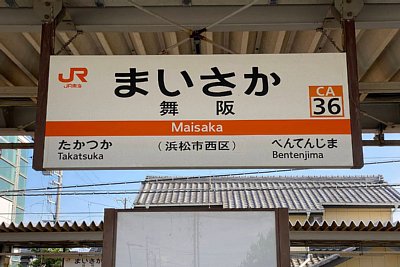 JR
JR東海
まいさか
CA
36
舞阪
Maisaka
たかつか
Takatsuka
(浜松市西区)
べんてんじま
Bentenjima